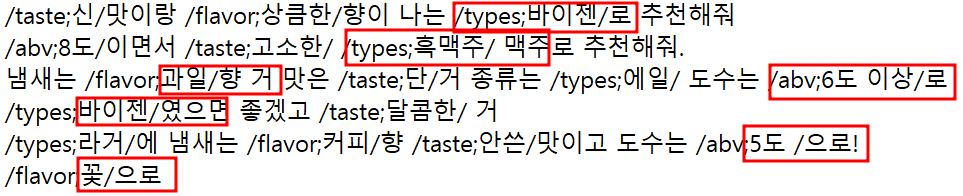 /taste;신/맛이랑 /flavor;상큼한/향이 나는 /types;바이젠/로 추천해줘
/abv;8도/이면서 /taste;고소한/ /types;흑맥주/ 맥주로 추천해줘.
냄새는 /flavor;과일/향 거 맛은 /taste;단/거 종류는 /types;에일/ 도수는 /abv;6도 이상/로
/types;바이젠/였으면 좋겠고 /taste;달콤한/ 거
/types;라거/에 냄새는 /flavor;커피/향 /taste;안쓴/맛이고 도수는 /abv;5도 /으로!
/flavor;꽃/으로